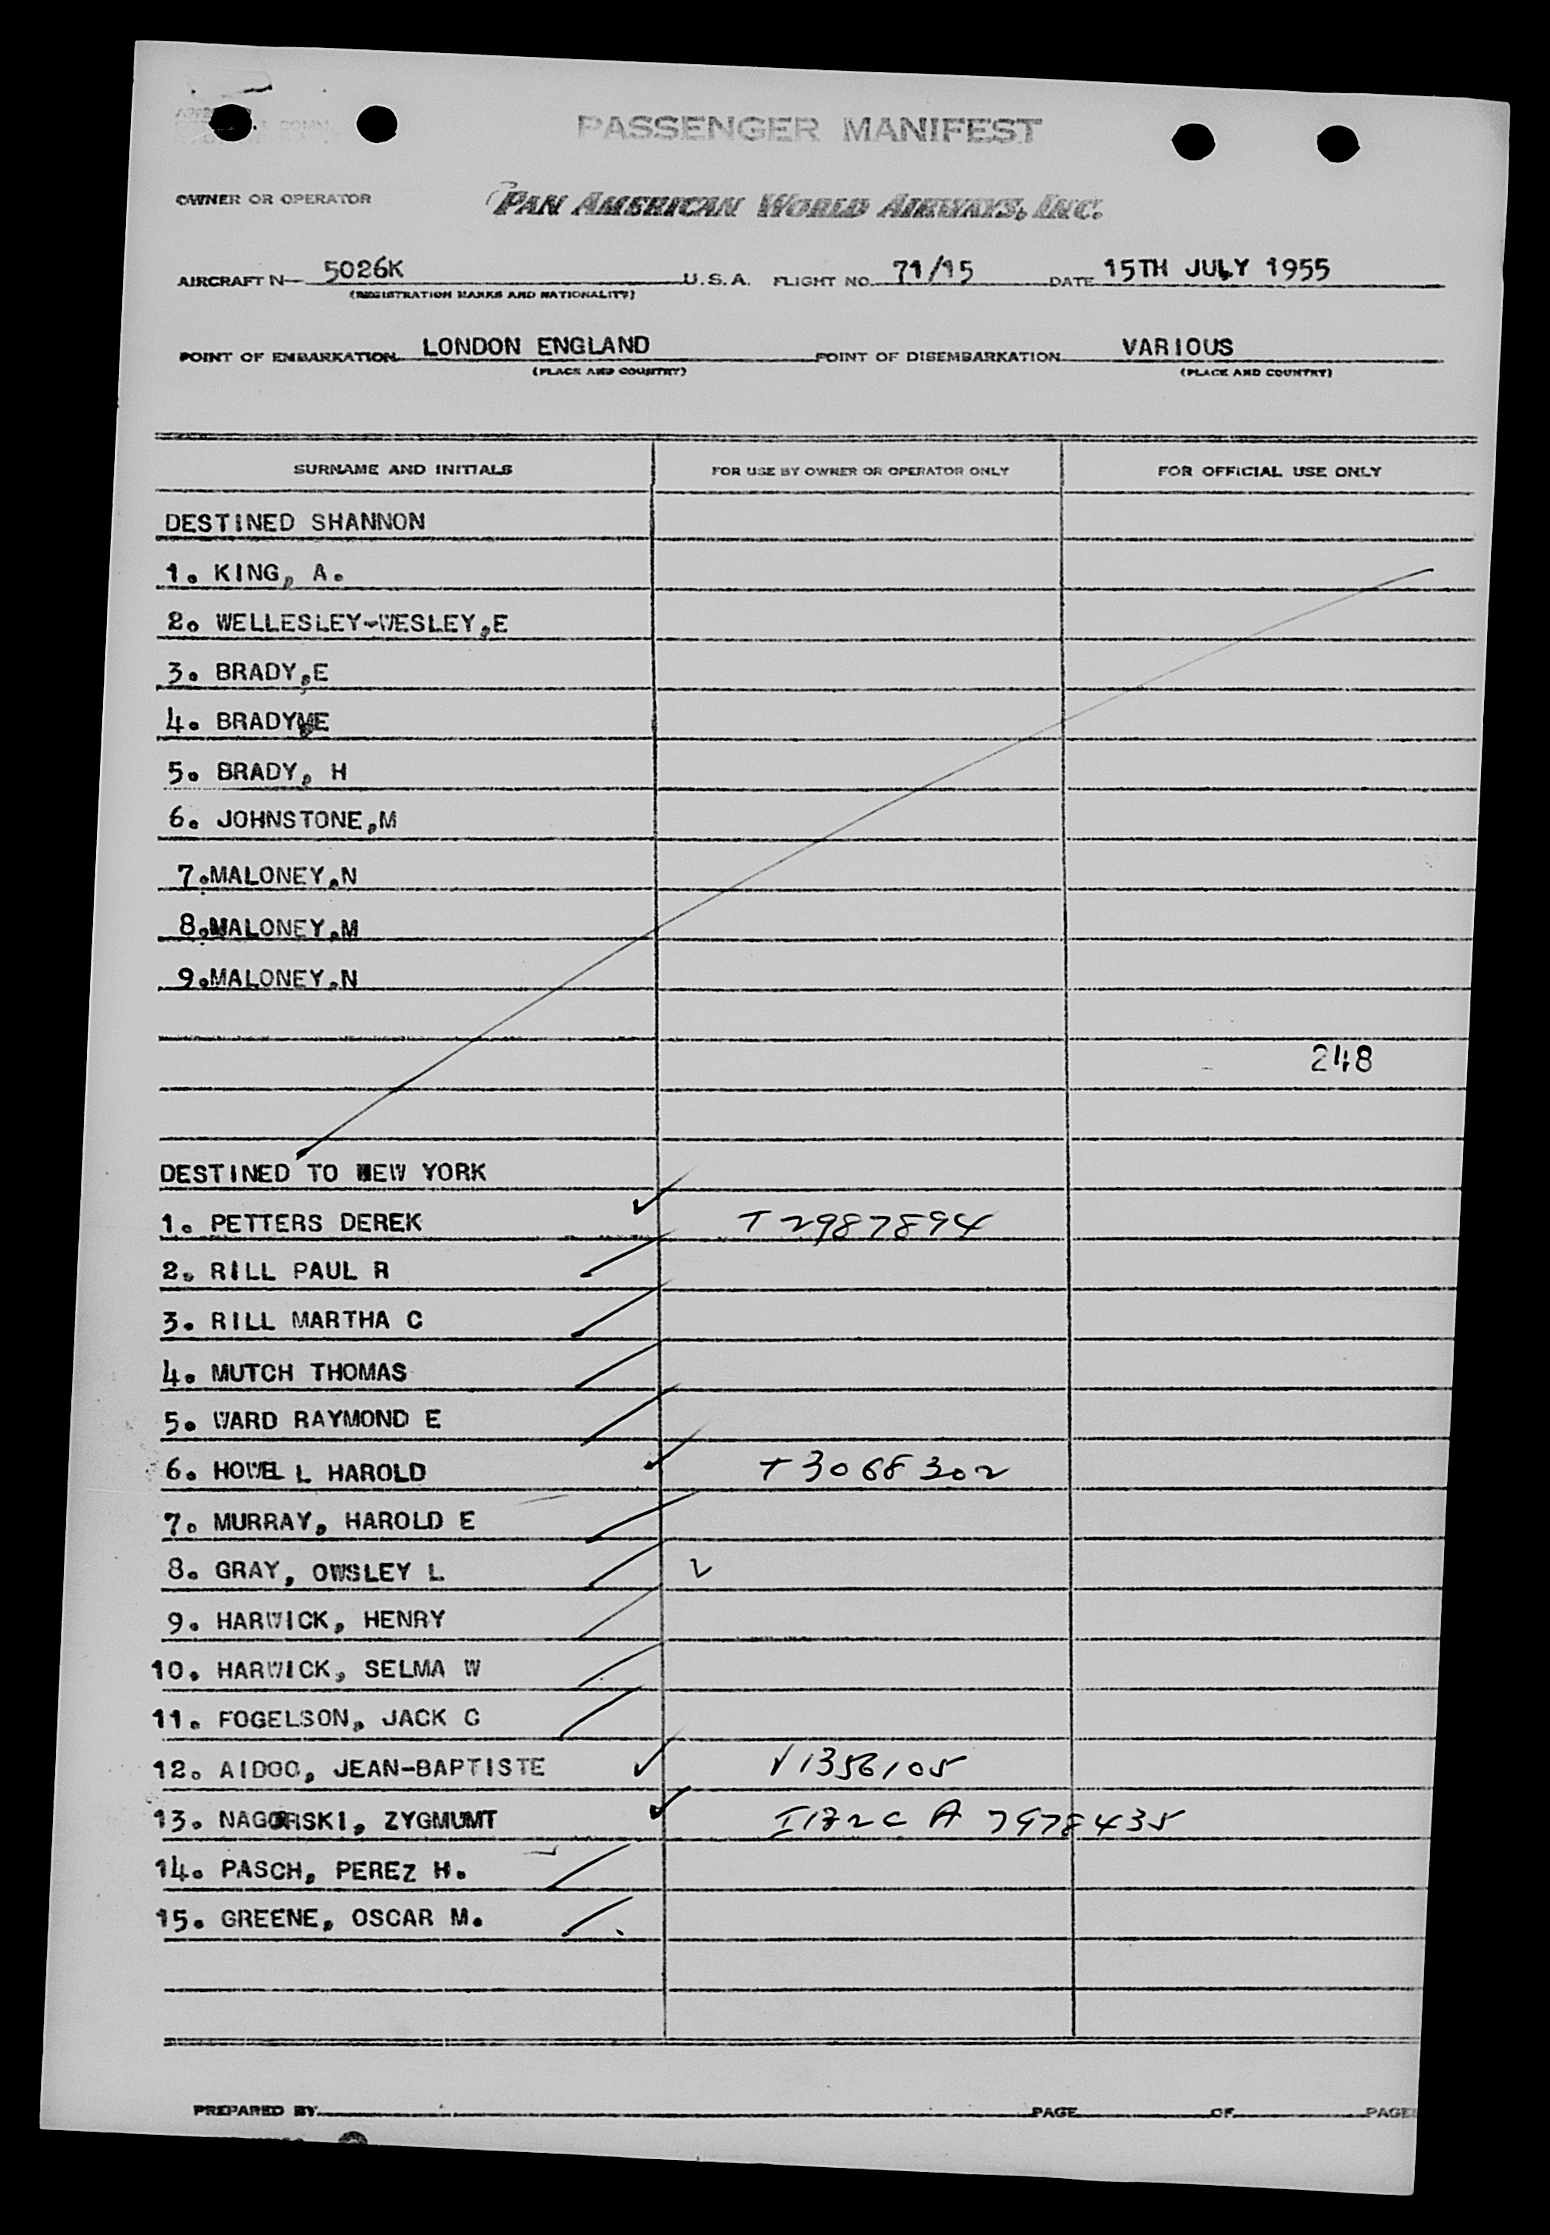 PASSENGER MANIFEST
OWNER OR OPERATOR PAN AMERICAN WORLD AIRWAYS, INC.
AIRCRAFT N— 5026K U.S.A. FLIGHT NO. 71/15 DATE 15TH JULY 1955
(REGISTRATION MARKS AND NATIONALITY)
POINT OF EMBARKATION LONDON ENGLAND POINT OF DISEMBARKATION VARIOUS
(PLACE AND COUNTRY) (PLACE AND COUNTRY)
SURNAME AND INITIALS FOR USE BY OWNER OR OPERATOR ONLY FOR OFFICIAL USE ONLY
DESTINED SHANNON
1. KING, A.
2. WELLESLEY-WESLEY,E
3. BRADY,E
4. BRADY,E
5. BRADY, H
6. JOHNSTONE,M
7.MALONEY.N
8.MALONEY.M
9.MALONEY.N
248
DESTINED TO NEW YORK
1. PETTERS DEREK T 2987894
2. RILL PAUL R
3. RILL MARTHA C
4. MUTCH THOMAS
5. WARD RAYMOND E
6. HOWELL HAROLD T 3068302
7. MURRAY, HAROLD E
8. GRAY, OWSLEY L
9. HARWICK, HENRY
10. HARWICK, SELMA W
11. FOGELSON, JACK C
12. AIDOO, JEAN-BAPTISTE V 1356105
13. NAGORSKI, ZYGMUMT A 7978435
14. PASCH, PEREZ H.
15. GREENE, OSCAR M.
PREPARED BY PAGE OF PAGE